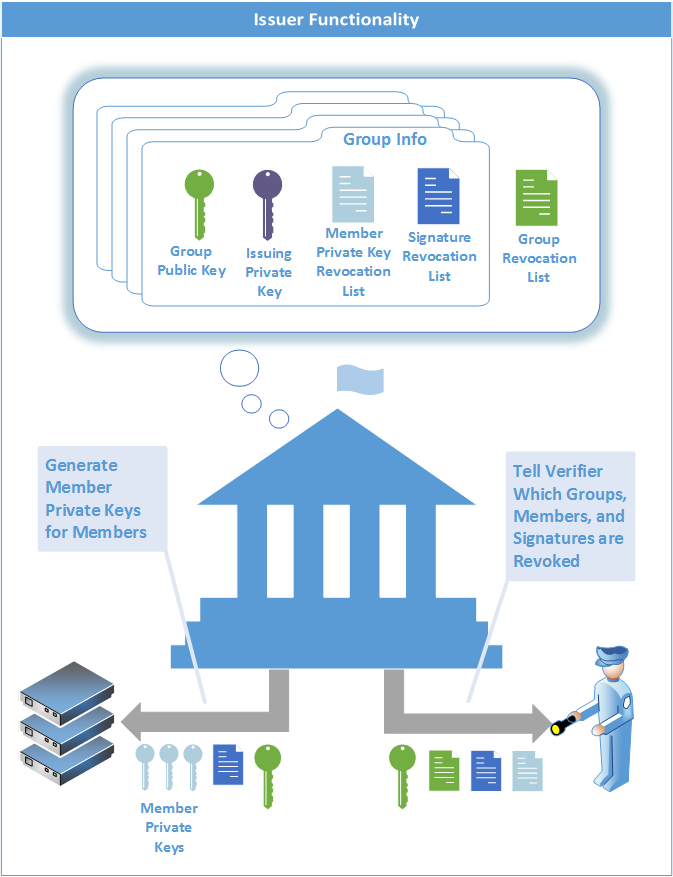 Issuer Functionality
Group Info
Group
Public Key
Issuing
Private
Key
Member
Private Key
Revocation
List
Signature
Revocation
List
Group
Revocation
List
Generate
Member
Private Keys
for Members
Tell Verifier
Which Groups,
Members, and
Signatures are
Revoked
Member
Private
Keys